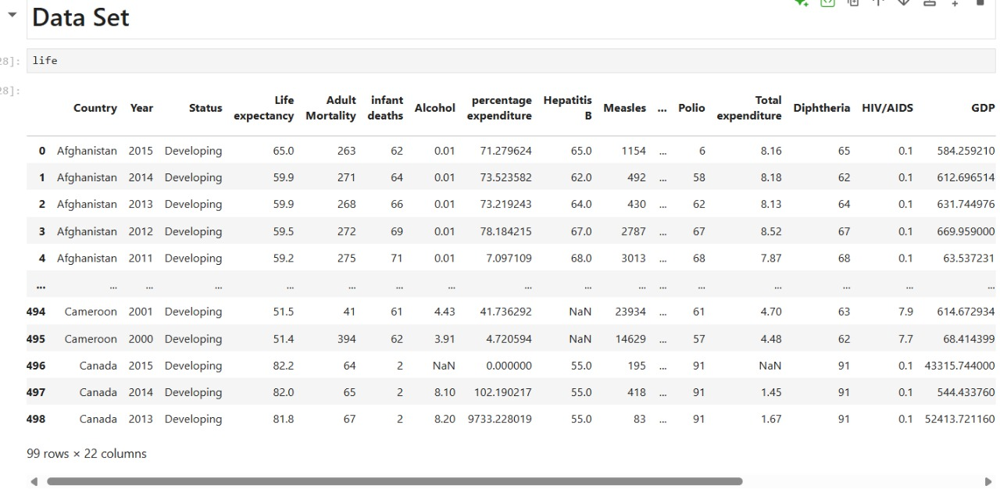 Data Set
28]:
life
28]:
Country Year Status Life expectancy Adult Mortality infant deaths Alcohol percentage expenditure Hepatitis B Measles ... Polio Total expenditure Diphtheria HIV/AIDS GDP
0 Afghanistan 2015 Developing 65.0 263 62 0.01 71.279624 65.0 1154 ... 6 8.16 65 0.1 584.259210
1 Afghanistan 2014 Developing 59.9 271 64 0.01 73.523582 62.0 492 ... 58 8.18 62 0.1 612.696514
2 Afghanistan 2013 Developing 59.9 268 66 0.01 73.219243 64.0 430 ... 62 8.13 64 0.1 631.744976
3 Afghanistan 2012 Developing 59.5 272 69 0.01 78.184215 67.0 2787 ... 67 8.52 67 0.1 669.959000
4 Afghanistan 2011 Developing 59.2 275 71 0.01 7.097109 68.0 3013 ... 68 7.87 68 0.1 63.537231
... ... ... ... ... ... ... ... ... ... ... ... ... ... ... ... ...
494 Cameroon 2001 Developing 51.5 41 61 4.43 41.736292 NaN 23934 ... 61 4.70 63 7.9 614.672934
495 Cameroon 2000 Developing 51.4 394 62 3.91 4.720594 NaN 14629 ... 57 4.48 62 7.7 68.414399
496 Canada 2015 Developing 82.2 64 2 NaN 0.000000 55.0 195 ... 91 NaN 91 0.1 43315.744000
497 Canada 2014 Developing 82.0 65 2 8.10 102.190217 55.0 418 ... 91 1.45 91 0.1 544.433760
498 Canada 2013 Developing 81.8 67 2 8.20 9733.228019 55.0 83 ... 91 1.67 91 0.1 52413.721160
99 rows × 22 columns